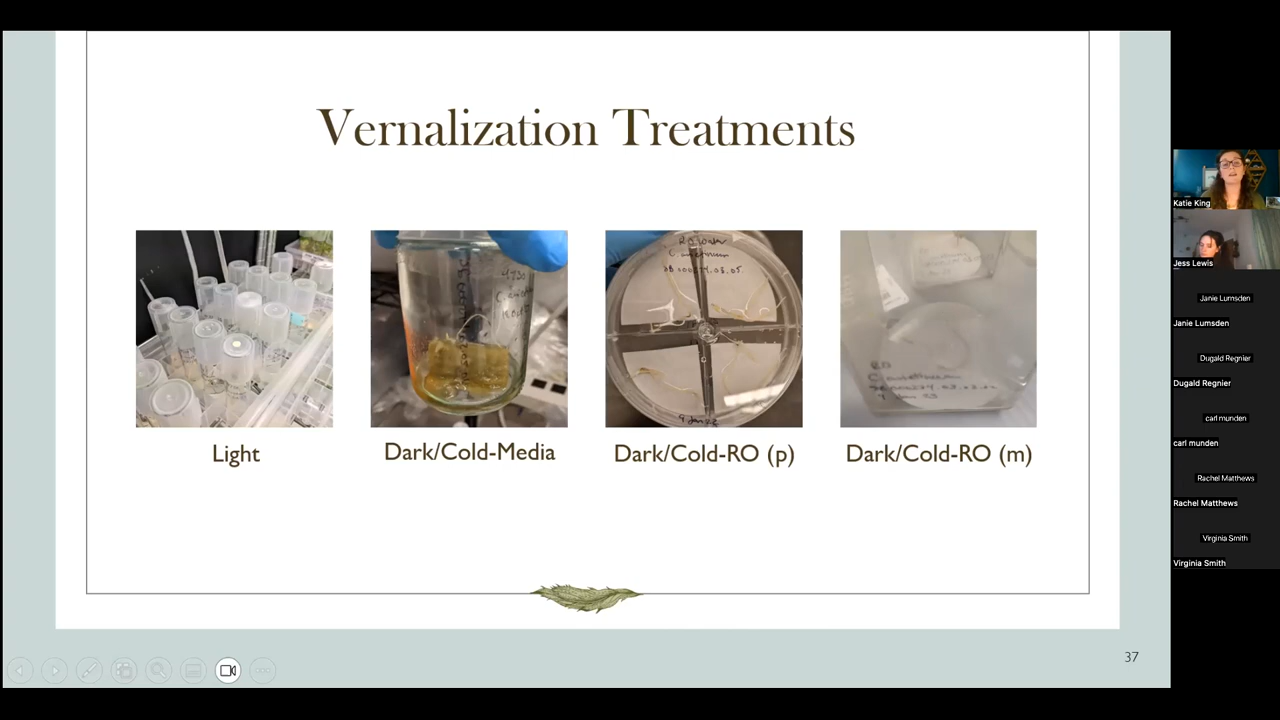 Vernalization Treatments
Light
Dark/Cold-Media
Dark/Cold-RO (p)
Dark/Cold-RO (m)
37
Katie King
Jess Lewis
Janie Lumsden
Janie Lumsden
Dugald Regnier
Dugald Regnier
carl munden
carl munden
Rachel Matthews
Rachel Matthews
Virginia Smith
Virginia Smith